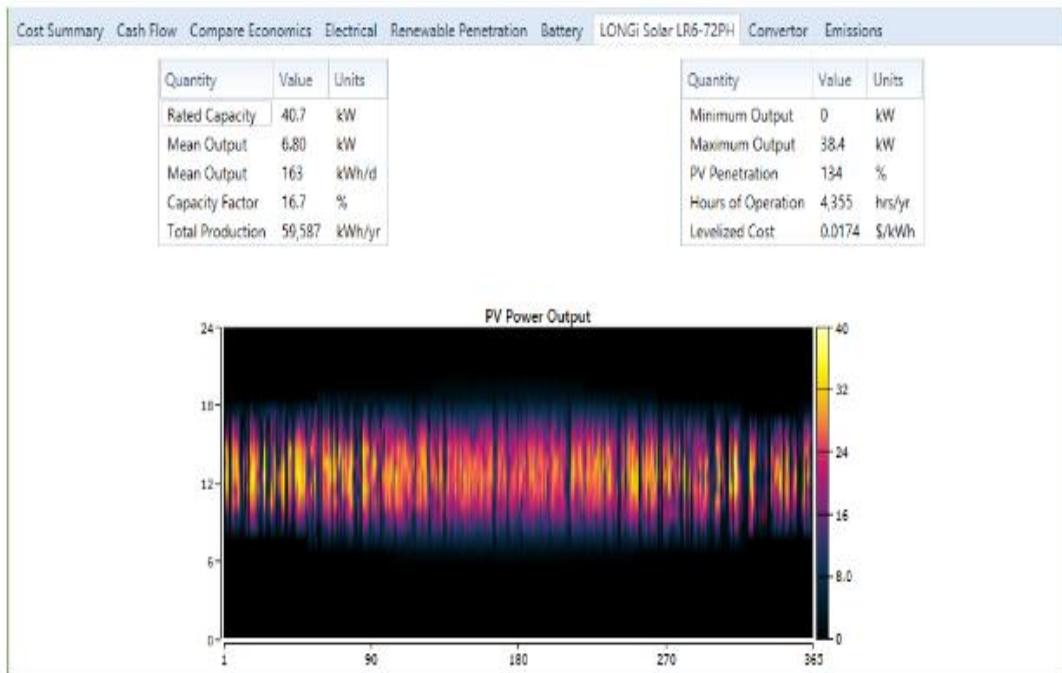 Cost Summary Cash Flow Compare Economics Electrical Renewable Penetration Battery LONGi Solar LR6-72PH Convertor Emissions
Quantity Value Units
Rated Capacity 40.7 kW
Mean Output 6.80 kW
Mean Output 163 kWh/d
Capacity Factor 16.7 %
Total Production 59,587 kWh/yr
Quantity Value Units
Minimum Output 0 kW
Maximum Output 38.4 kW
PV Penetration 134 %
Hours of Operation 4,355 hrs/yr
Levelized Cost 0.0174 $/kWh
PV Power Output
24
18
12
6
0
1 90 180 270 365
40
32
24
16
8.0
0